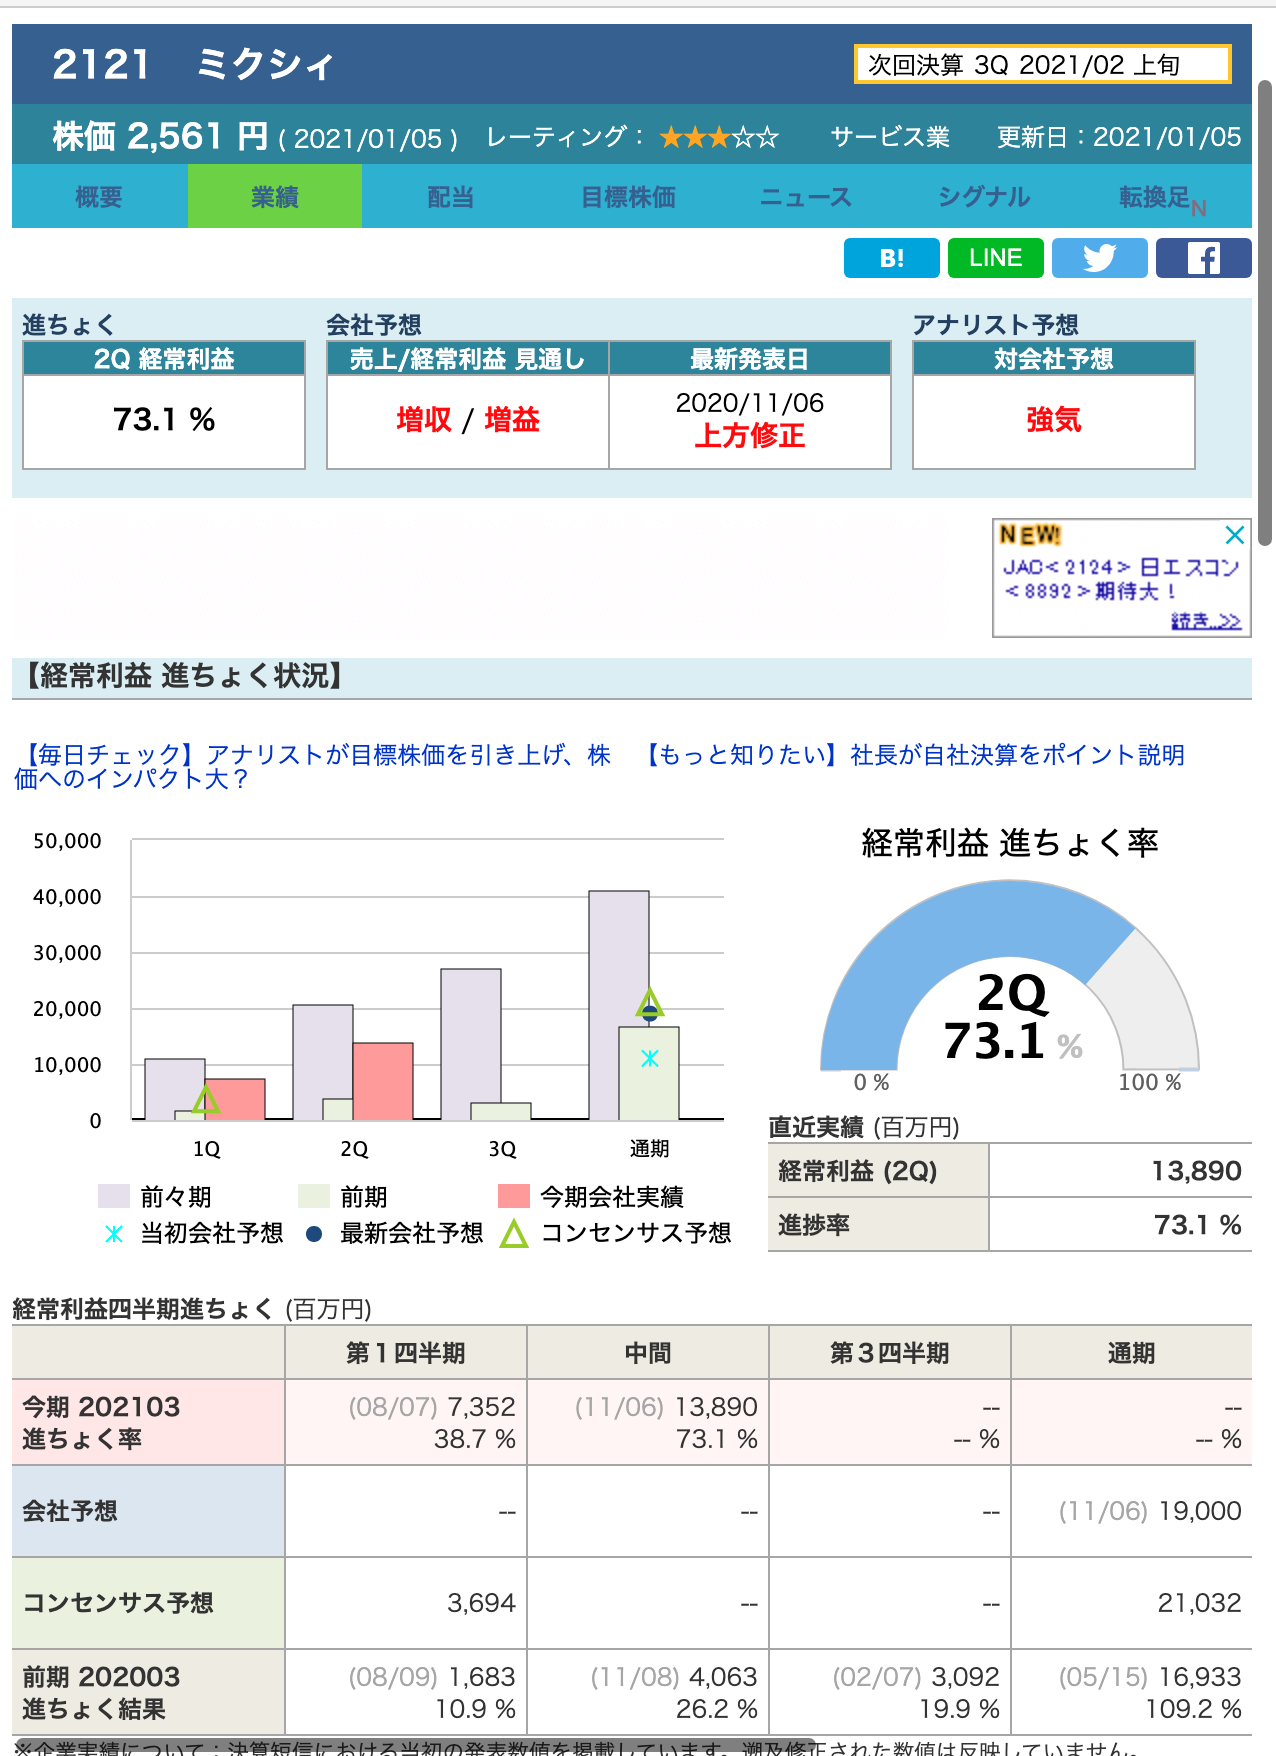 2121 ミクシィ
次回決算 3Q 2021/02 上旬
株価 2,561 円 ( 2021/01/05 ) レーティング： ★★★☆☆ サービス業 更新日：2021/01/05
概要 業績 配当 目標株価 ニュース シグナル 転換足N
B! LINE
進ちょく 会社予想 アナリスト予想
2Q 経常利益 売上/経常利益 見通し 最新発表日 対会社予想
73.1 % 増収 / 増益 2020/11/06 強気
上方修正
NEW!
JAC<2124> 日エスコン
<8892>期待大！
続き..>>
【経常利益 進ちょく状況】
【毎日チェック】アナリストが目標株価を引き上げ、株 【もっと知りたい】社長が自社決算をポイント説明
価へのインパクト大？
経常利益 進ちょく率
50,000
40,000
30,000
20,000
10,000
0
1Q 2Q 3Q 通期
2Q
73.1 %
0 % 100 %
前々期 前期 今期会社実績
当初会社予想 最新会社予想 コンセンサス予想
直近実績 (百万円)
経常利益 (2Q) 13,890
進捗率 73.1 %
経常利益四半期進ちょく (百万円)
第１四半期 中間 第３四半期 通期
今期 202103 (08/07) 7,352 (11/06) 13,890 -- --
進ちょく率 38.7 % 73.1 % -- % -- %
会社予想 -- -- -- (11/06) 19,000
コンセンサス予想 3,694 -- -- 21,032
前期 202003 (08/09) 1,683 (11/08) 4,063 (02/07) 3,092 (05/15) 16,933
進ちょく結果 10.9 % 26.2 % 19.9 % 109.2 %
※企業実績について：決算短信における当初の発表数値を掲載しています。遡及修正された数値は反映していません。